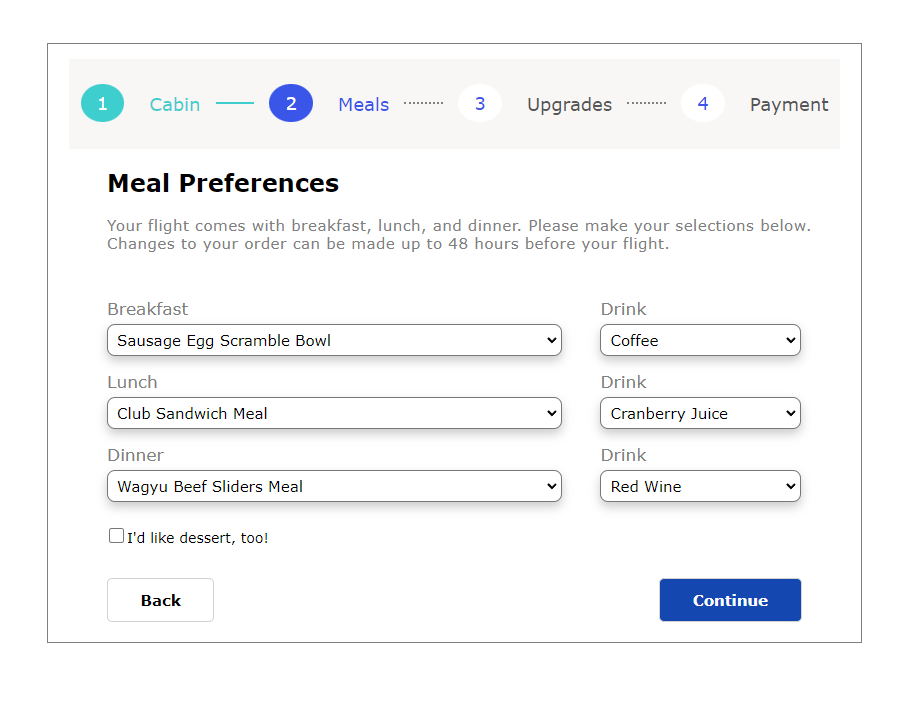 1 Cabin 2 Meals 3 Upgrades 4 Payment
Meal Preferences
Your flight comes with breakfast, lunch, and dinner. Please make your selections below.
Changes to your order can be made up to 48 hours before your flight.
Breakfast Drink
Sausage Egg Scramble Bowl Coffee
Lunch Drink
Club Sandwich Meal Cranberry Juice
Dinner Drink
Wagyu Beef Sliders Meal Red Wine
I'd like dessert, too!
Back Continue